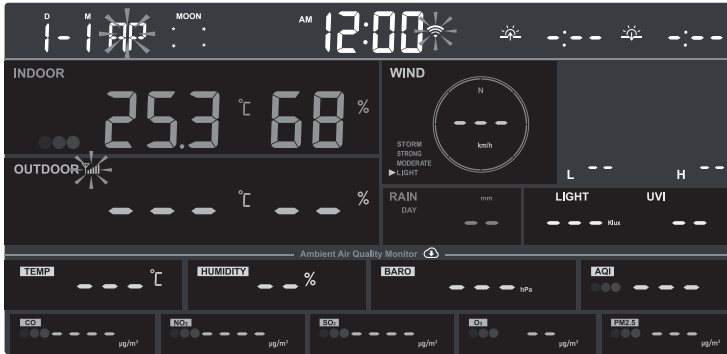 D M MOON AM
1-1 AP 12:00 -:-- -:--
INDOOR
25.3 °C 68 %
WIND
N
---
km/h
STORM
STRONG
MODERATE
▶LIGHT
L -- H --
OUTDOOR
--- °C -- %
RAIN mm
DAY
--
LIGHT UVI
--- Klux --
Ambient Air Quality Monitor
TEMP --- °C
HUMIDITY -- %
BARO --- hPa
AQI ---
CO ---- µg/m³
NO₂ ---- µg/m³
SO₂ ---- µg/m³
O₃ -- µg/m³
PM2.5 --- µg/m³